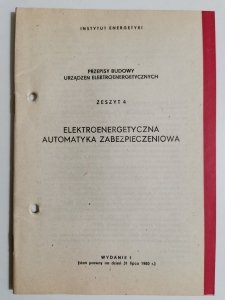 INSTYTUT ENERGETYKI
PRZEPISY BUDOWY
URZĄDZEŃ ELEKTROENERGETYCZNYCH
ZESZYT 4
ELEKTROENERGETYCZNA
AUTOMATYKA ZABEZPIECZENIOWA
WYDANIE I
(stan prawny na dzień 31 lipca 1980 r.)